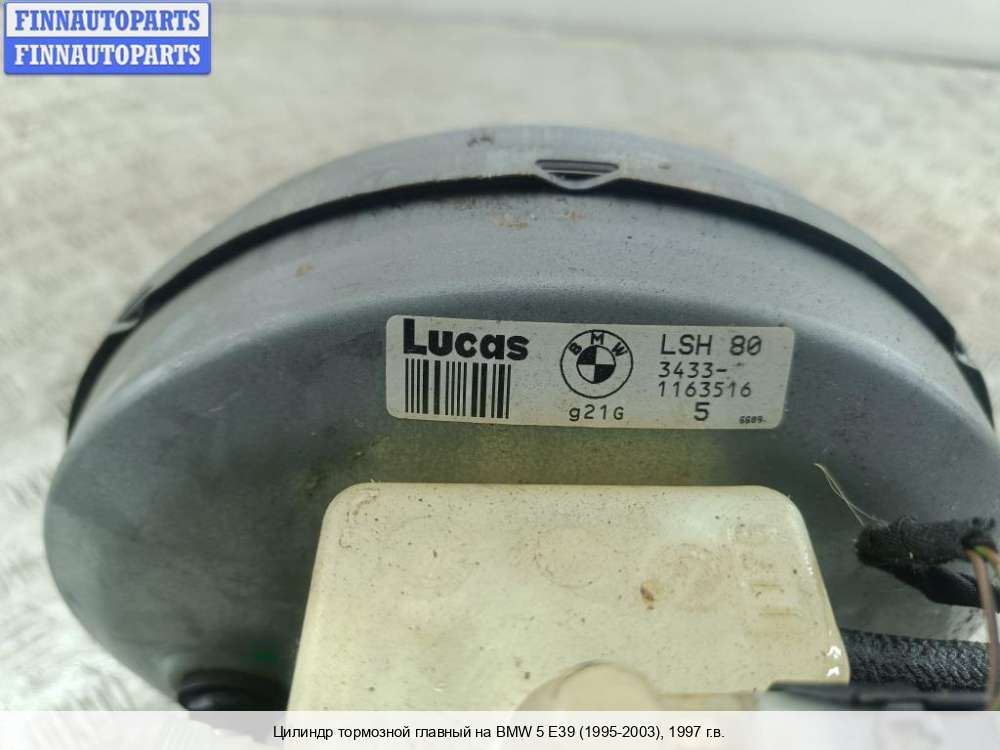 FINNAUTOPARTS
FINNAUTOPARTS
Lucas
BMW
LSH 80
3433-
1163516
g21G
5
Цилиндр тормозной главный на BMW 5 E39 (1995-2003), 1997 г.в.